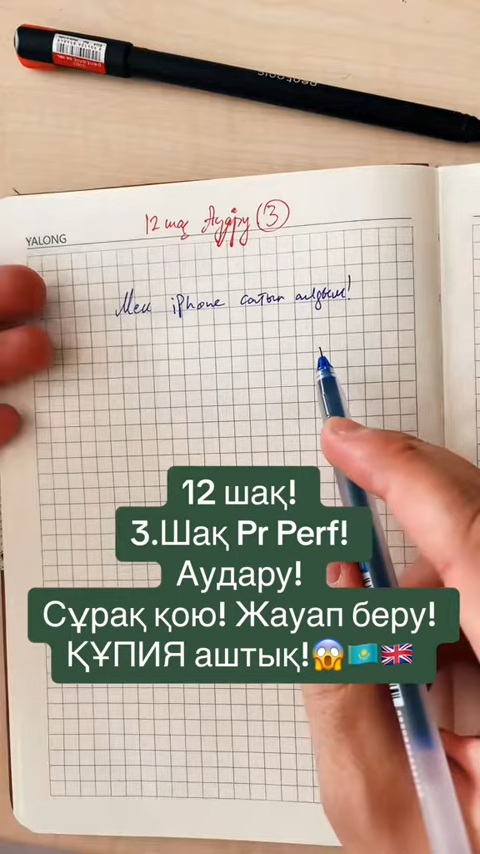 12 шақ Аудару 3
YALONG
Мен iPhone сатып алдым!
12 шақ!
3.Шақ Pr Perf!
Аудару!
Сұрақ қою! Жауап беру!
ҚҰПИЯ аштық!😱🇰🇿🇬🇧